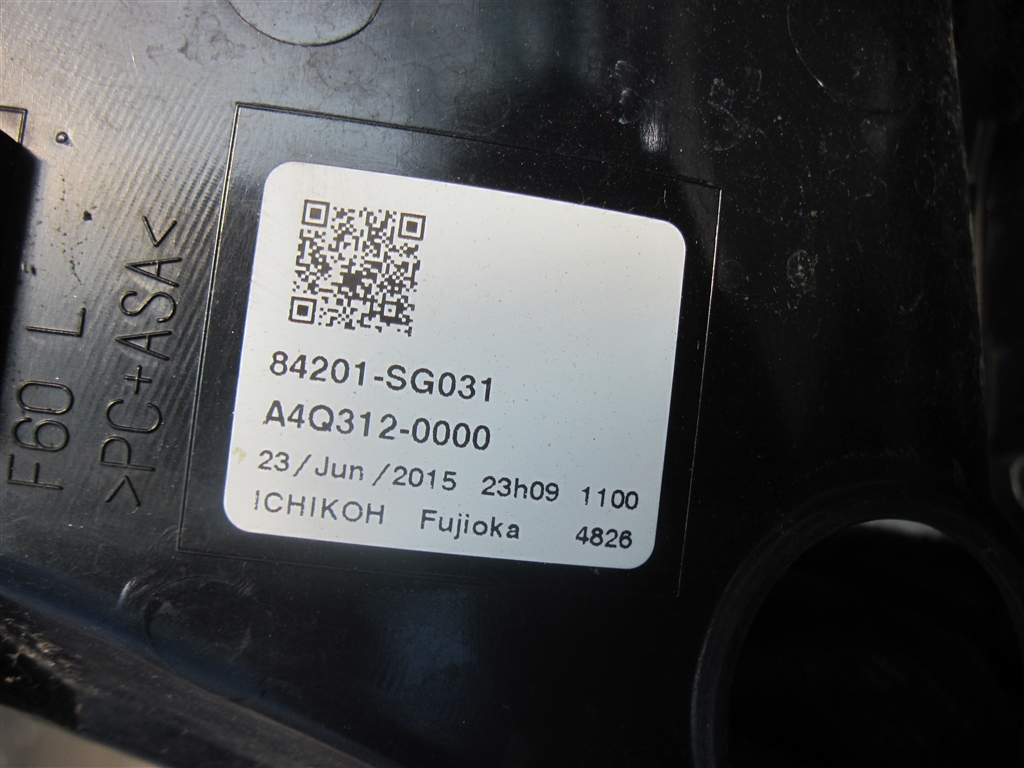 84201-SG031
A4Q312-0000
23/Jun/2015 23h09 1100
ICHIKOH Fujioka 4826
F60 L
>PC+ASA<